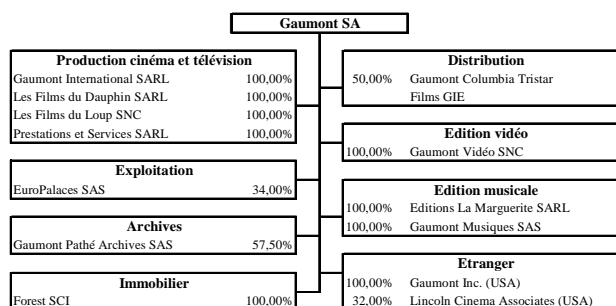 Gaumont SA
Production cinéma et télévision
Gaumont International SARL 100,00%
Les Films du Dauphin SARL 100,00%
Les Films du Loup SNC 100,00%
Prestations et Services SARL 100,00%
Exploitation
EuroPalaces SAS 34,00%
Archives
Gaumont Pathé Archives SAS 57,50%
Immobilier
Forest SCI 100,00%
Distribution
50,00% Gaumont Columbia Tristar
Films GIE
Edition vidéo
100,00% Gaumont Vidéo SNC
Edition musicale
100,00% Editions La Marguerite SARL
100,00% Gaumont Musiques SAS
Etranger
100,00% Gaumont Inc. (USA)
32,00% Lincoln Cinema Associates (USA)